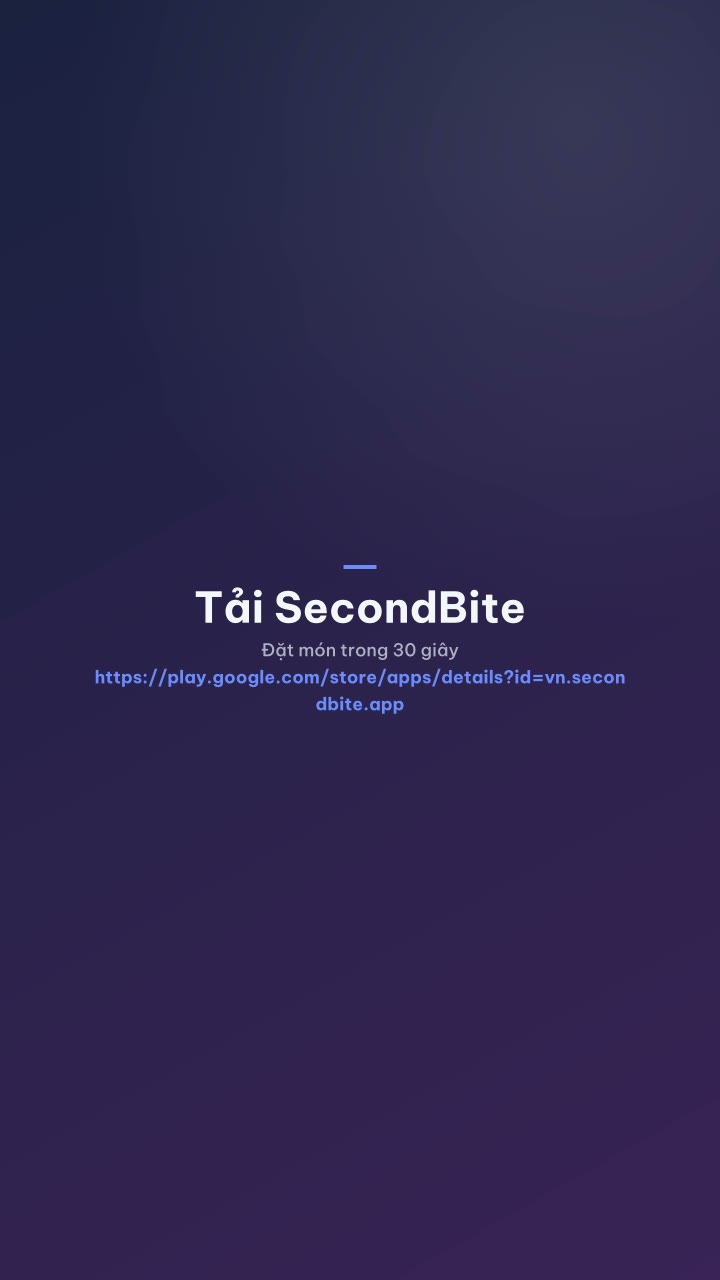 Tải SecondBite
Đặt món trong 30 giây
https://play.google.com/store/apps/details?id=vn.secon
dbite.app